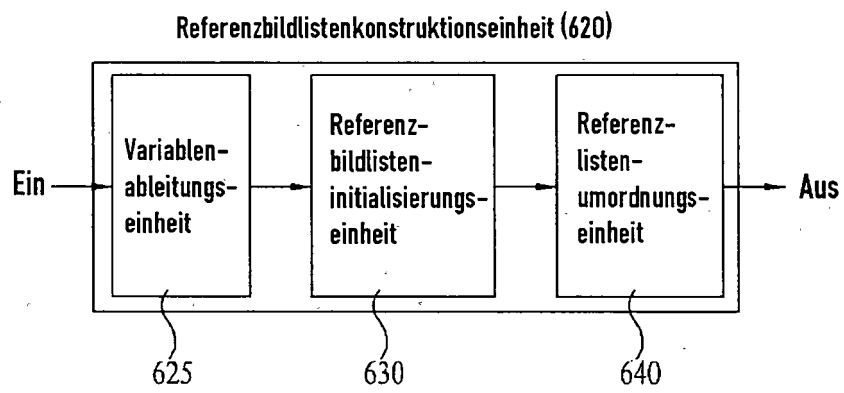 Referenzbildlistenkonstruktionseinheit (620)
Ein
Variablen-
ableitungs-
einheit
Referenz-
bildlisten-
initialisierungs-
einheit
Referenz-
listen-
umordnungs-
einheit
Aus
625
630
640